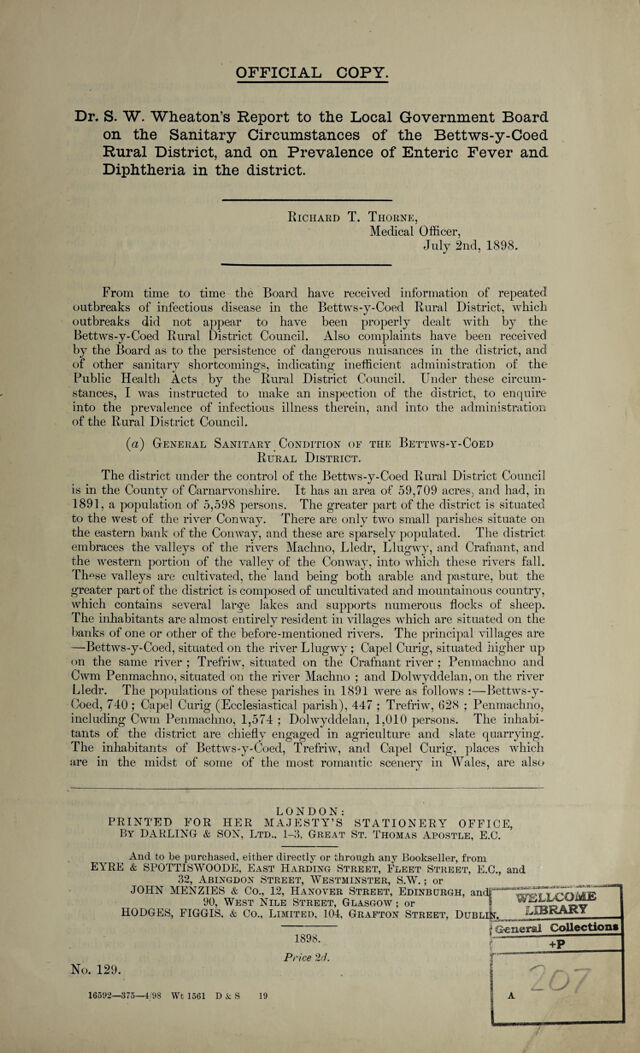 OFFICIAL COPY.
Dr. S. W. Wheaton's Report to the Local Government Board
on the Sanitary Circumstances of the Bettws-y-Coed
Rural District, and on Prevalence of Enteric Fever and
Diphtheria in the district.
RICHARD T. THORNE,
Medical Officer,
July 2nd, 1898.
From time to time the Board have received information of repeated
outbreaks of infectious disease in the Bettws-y-Coed Rural District, which
outbreaks did not appear to have been properly dealt with by the
Bettws-y-Coed Rural District Council. Also complaints have been received
by the Board as to the persistence of dangerous nuisances in the district, and
of other sanitary shortcomings, indicating inefficient administration of the
Public Health Acts by the Rural District Council. Under these circum-
stances, I was instructed to make an inspection of the district, to enquire
into the prevalence of infectious illness therein, and into the administration
of the Rural District Council.
(a) GENERAL SANITARY CONDITION OF THE BETTWS-Y-COED
RURAL DISTRICT.
The district under the control of the Bettws-y-Coed Rural District Council
is in the County of Carnarvonshire. It has an area of 59,709 acres, and had, in
1891, a population of 5,598 persons. The greater part of the district is situated
to the west of the river Conway. There are only two small parishes situate on
the eastern bank of the Conway, and these are sparsely populated. The district
embraces the valleys of the rivers Machno, Lledr, Llugwy, and Crafnant, and
the western portion of the valley of the Conway, into which these rivers fall.
These valleys are cultivated, the land being both arable and pasture, but the
greater part of the district is composed of uncultivated and mountainous country,
which contains several large lakes and supports numerous flocks of sheep.
The inhabitants are almost entirely resident in villages which are situated on the
banks of one or other of the before-mentioned rivers. The principal villages are
—Bettws-y-Coed, situated on the river Llugwy ; Capel Curig, situated higher up
on the same river ; Trefriw, situated on the Crafnant river ; Penmachno and
Cwm Penmachno, situated on the river Machno ; and Dolwyddelan, on the river
Lledr. The populations of these parishes in 1891 were as follows :—Bettws-y-
Coed, 740 ; Capel Curig (Ecclesiastical parish), 447 ; Trefriw, 628 ; Penmachno,
including Cwm Penmachno, 1,574 ; Dolwyddelan, 1,010 persons. The inhabi-
tants of the district are chiefly engaged in agriculture and slate quarrying.
The inhabitants of Bettws-y-Coed, Trefriw, and Capel Curig, places which
are in the midst of some of the most romantic scenery in Wales, are also
LONDON:
PRINTED FOR HER MAJESTY'S STATIONERY OFFICE,
BY DARLING & SON, LTD., 1-3, GREAT ST. THOMAS APOSTLE, E.C.
And to be purchased, either directly or through any Bookseller, from
EYRE & SPOTTISWOODE, EAST HARDING STREET, FLEET STREET, E.C., and
32, ABINGDON STREET, WESTMINSTER, S.W. ; or
JOHN MENZIES & Co., 12, HANOVER STREET, EDINBURGH, and
90, WEST NILE STREET, GLASGOW ; or
HODGES, FIGGIS, & Co., LIMITED, 104, GRAFTON STREET, DUBLIN.
WELLCOME
LIBRARY
General Collections
+P
207
A
1898.
Price 2d.
No. 129.
16592—375—4/98 Wt 1561 D & S 19